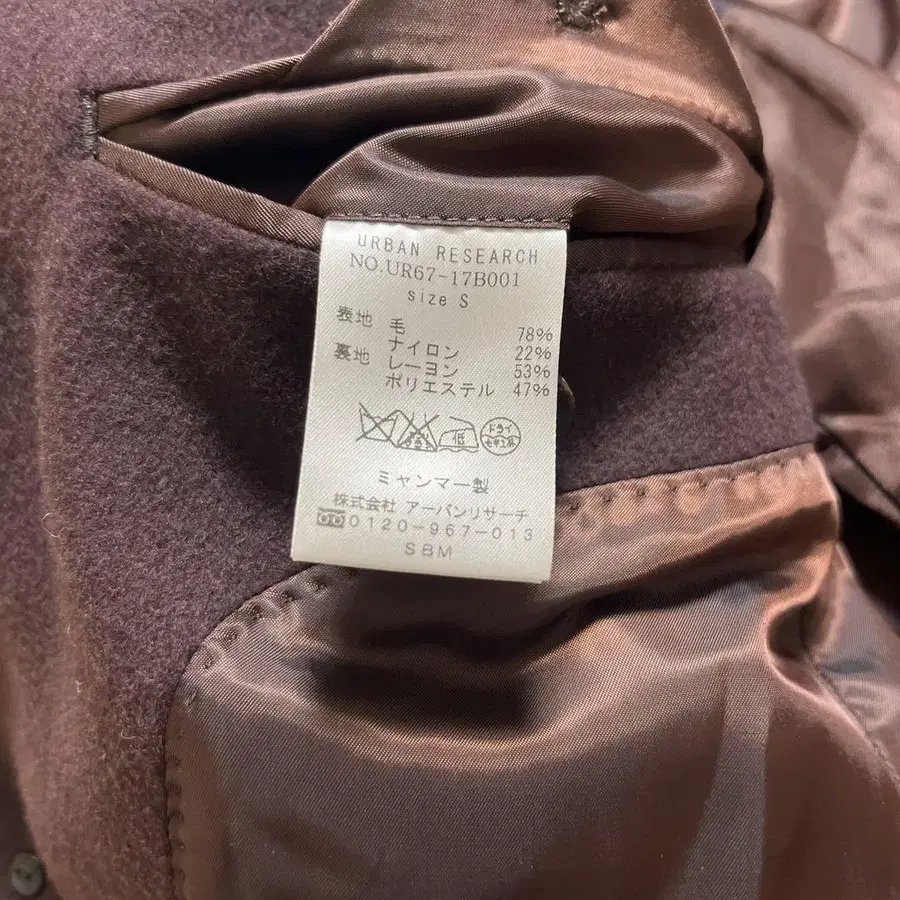 URBAN RESEARCH
NO.UR67-17B001
size S
表地 毛 78%
ナイロン 22%
裏地 レーヨン 53%
ポリエステル 47%
低 ドライ
ミャンマー製
株式会社 アーバンリサーチ
0120-967-013
SBM